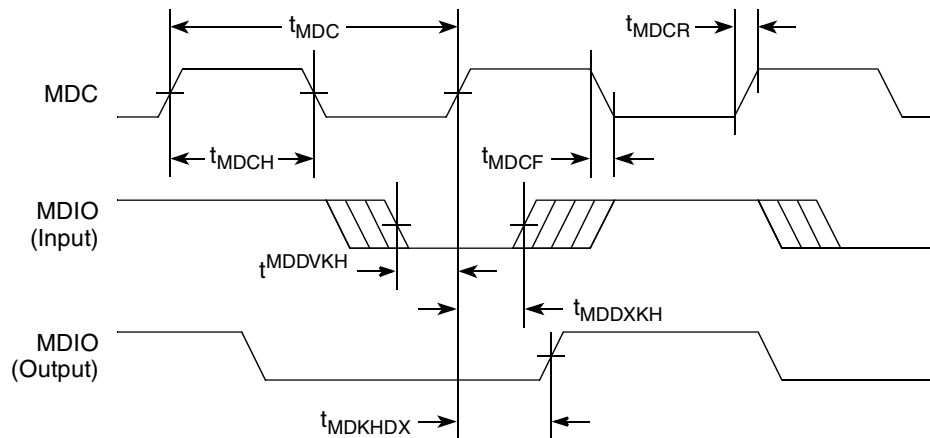 tMDC
tMDCR
MDC
tMDCH
tMDCF
MDIO
(Input)
tMDDVKH
tMDDXKH
MDIO
(Output)
tMDKHDX